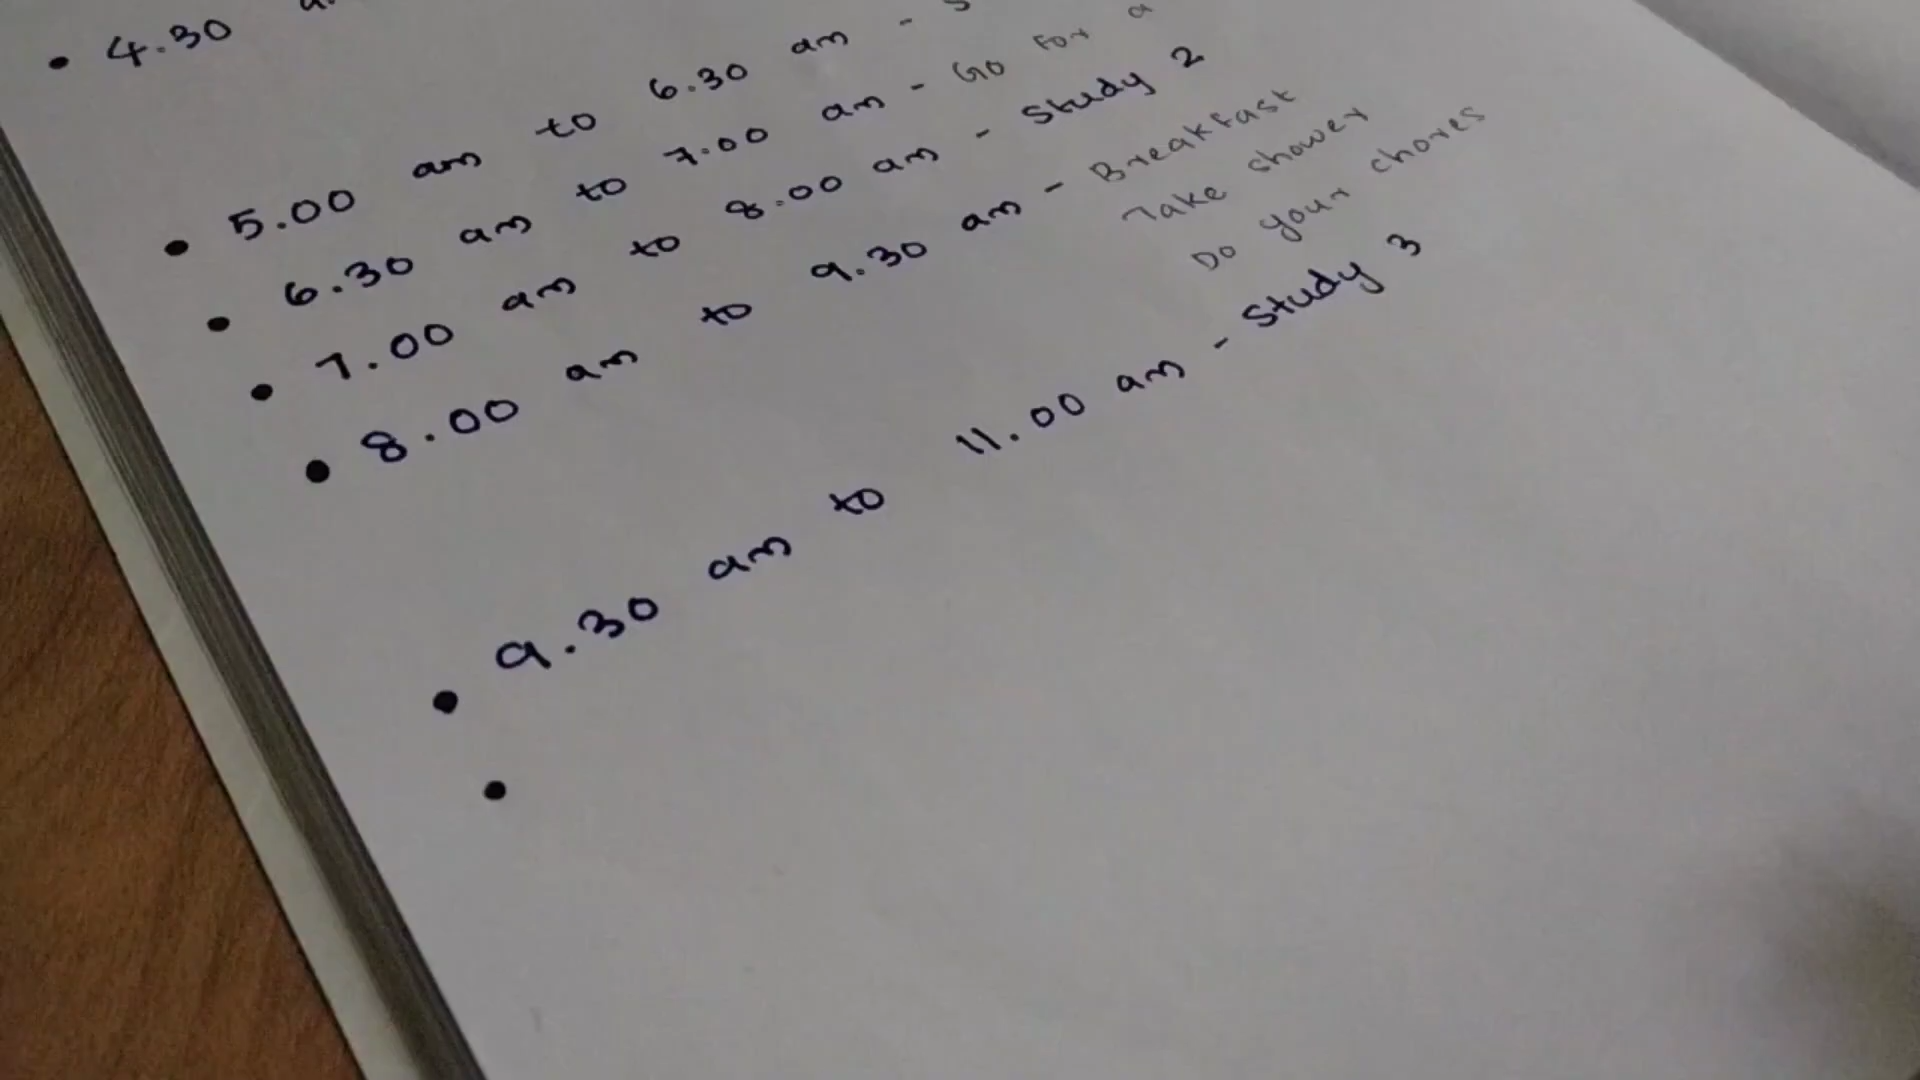 • 4.30
• 5.00 am to 6.30 am -
• 6.30 am to 7.00 am - Go for a
• 7.00 am to 8.00 am - Study 2
• 8.00 am to 9.30 am - Breakfast
Take shower
Do your chores
• 9.30 am to 11.00 am - Study 3
•